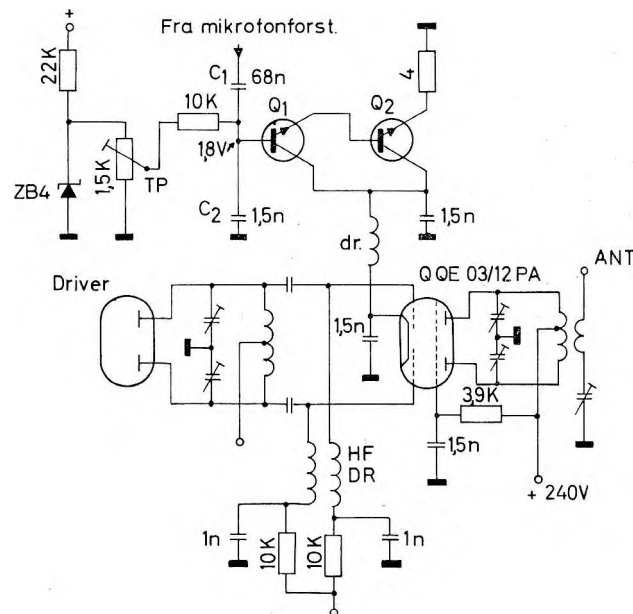 +
Fra mikrofonforst.
22K
C1
68n
10K
Q1
Q2
4
1,8V
ZB4
1,5K
TP
C2
1,5n
1,5n
dr.
QQE 03/12 PA
ANT
Driver
1,5n
3,9K
1,5n
HF
DR
+ 240V
1n
10K
10K
1n